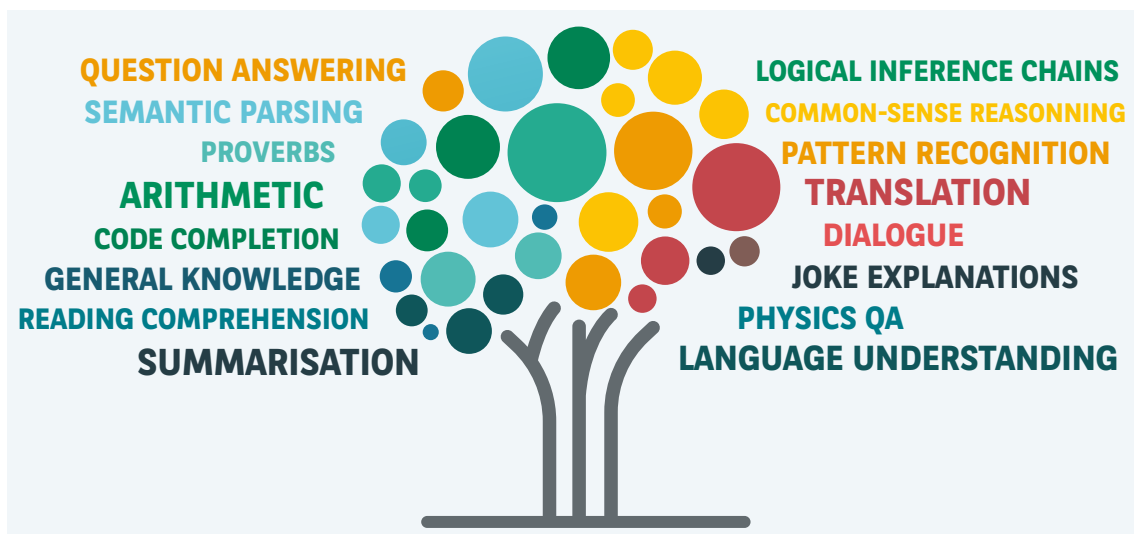 QUESTION ANSWERING
SEMANTIC PARSING
PROVERBS
ARITHMETIC
CODE COMPLETION
GENERAL KNOWLEDGE
READING COMPREHENSION
SUMMARISATION
LOGICAL INFERENCE CHAINS
COMMON-SENSE REASONNING
PATTERN RECOGNITION
TRANSLATION
DIALOGUE
JOKE EXPLANATIONS
PHYSICS QA
LANGUAGE UNDERSTANDING